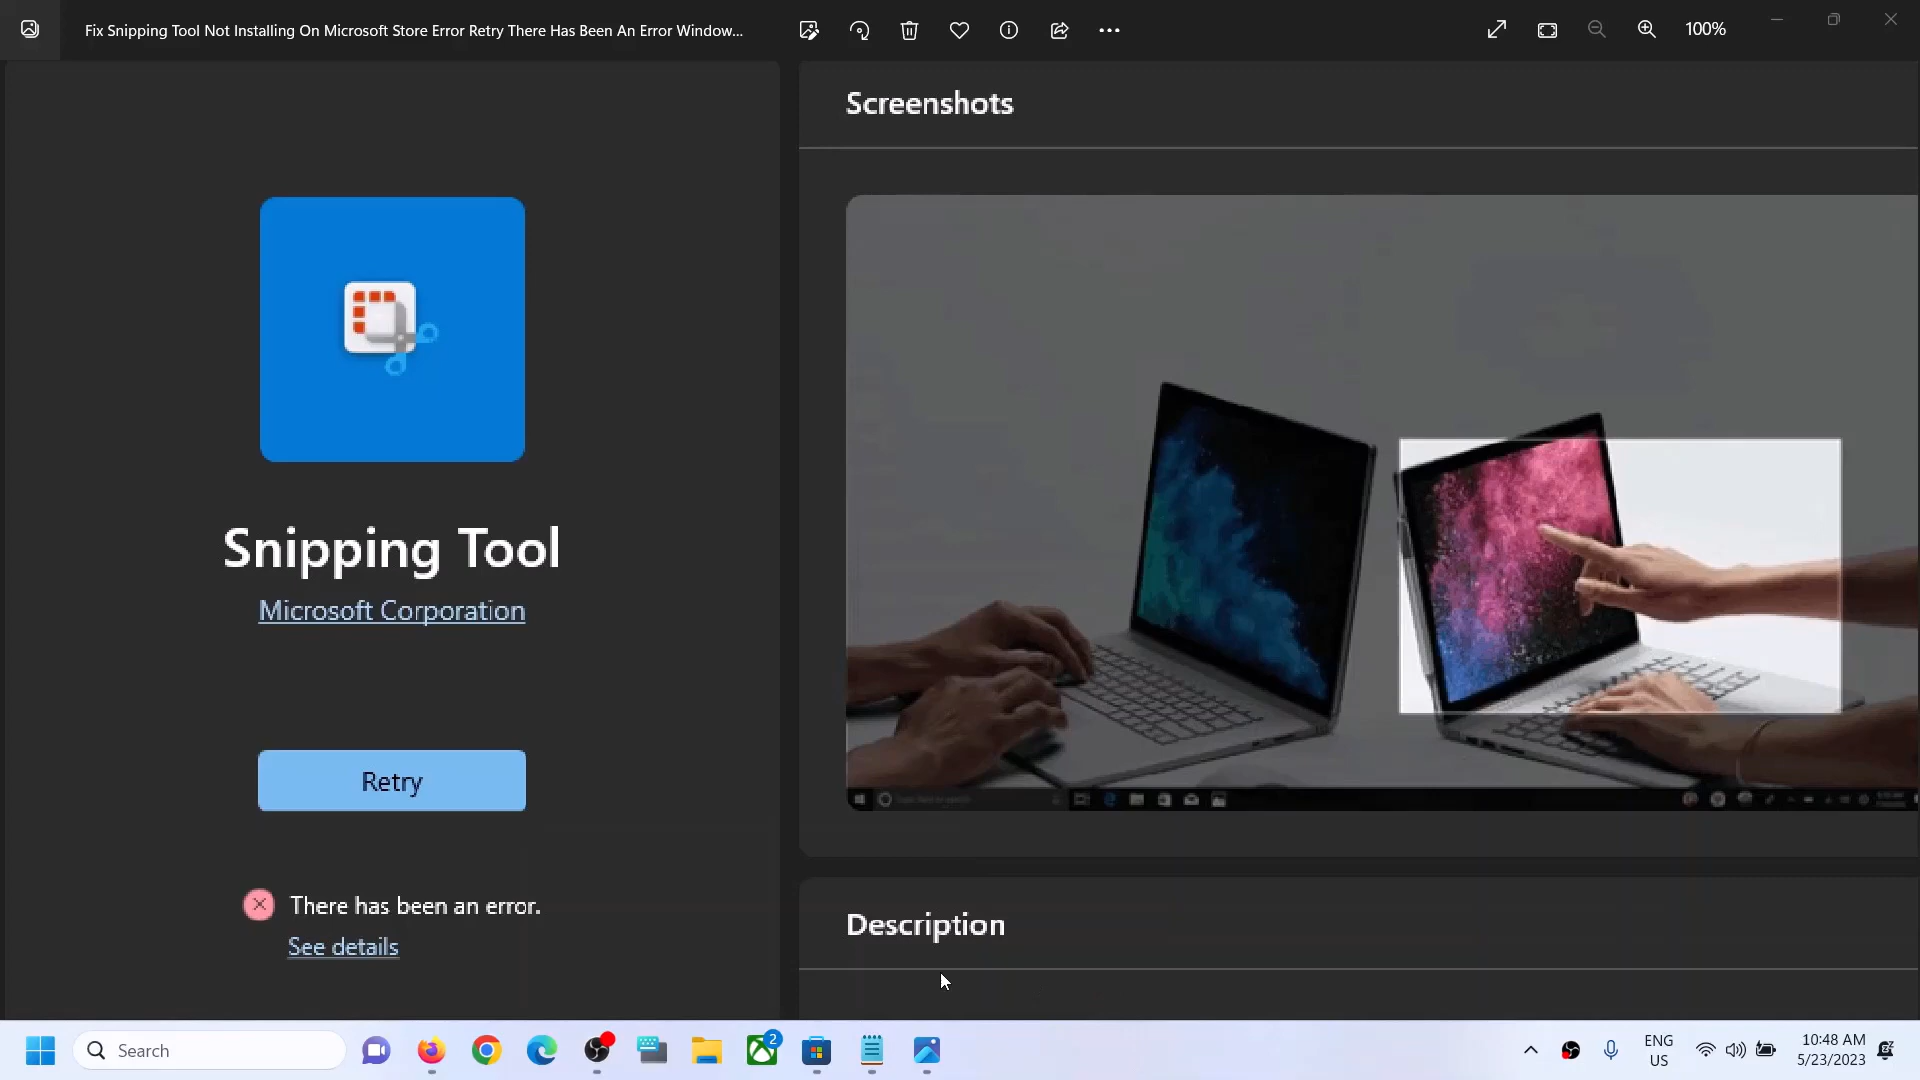 Fix Snipping Tool Not Installing On Microsoft Store Error Retry There Has Been An Error Window...
100%
Snipping Tool
Microsoft Corporation
Retry
There has been an error.
See details
Screenshots
Description
Search
2
ENG
US
10:48 AM
5/23/2023